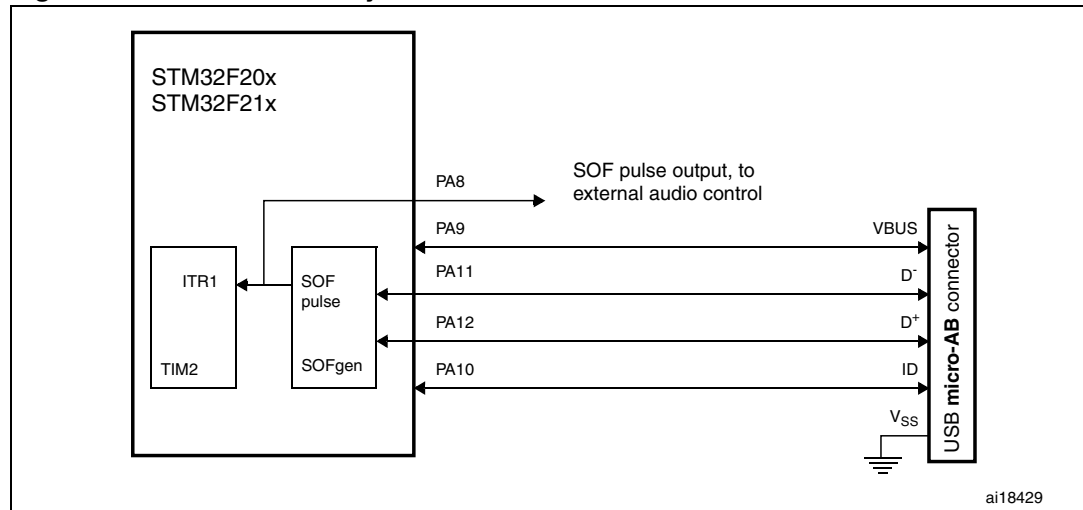 STM32F20x
STM32F21x
PA8
SOF pulse output, to
external audio control
PA9
VBUS
ITR1
SOF
pulse
PA11
D-
PA12
D+
TIM2
SOFgen
PA10
ID
VSS
USB micro-AB connector
ai18429